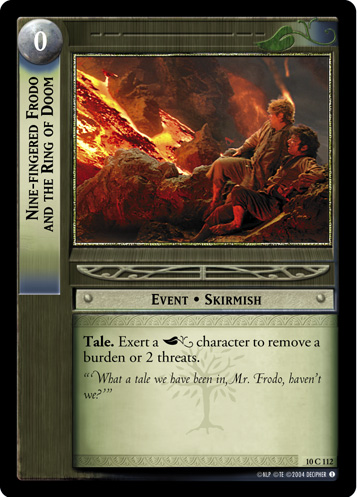 0
NINE-FINGERED FRODO
AND THE RING OF DOOM
EVENT • SKIRMISH
Tale. Exert a character to remove a
burden or 2 threats.
“‘What a tale we have been in, Mr. Frodo, haven’t
we?’”
10 C 112
©NLP ©TE ©2004 DECIPHER 1